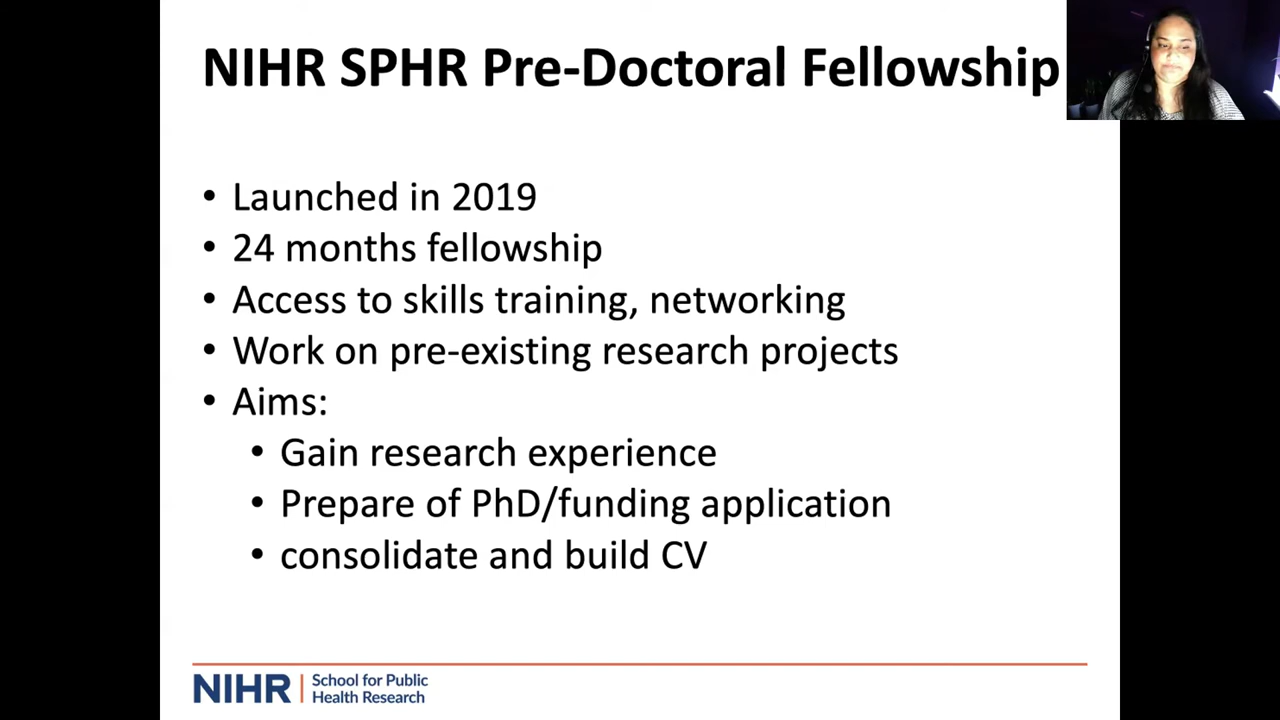 NIHR SPHR Pre-Doctoral Fellowship
• Launched in 2019
• 24 months fellowship
• Access to skills training, networking
• Work on pre-existing research projects
• Aims:
• Gain research experience
• Prepare of PhD/funding application
• consolidate and build CV
NIHR | School for Public
Health Research